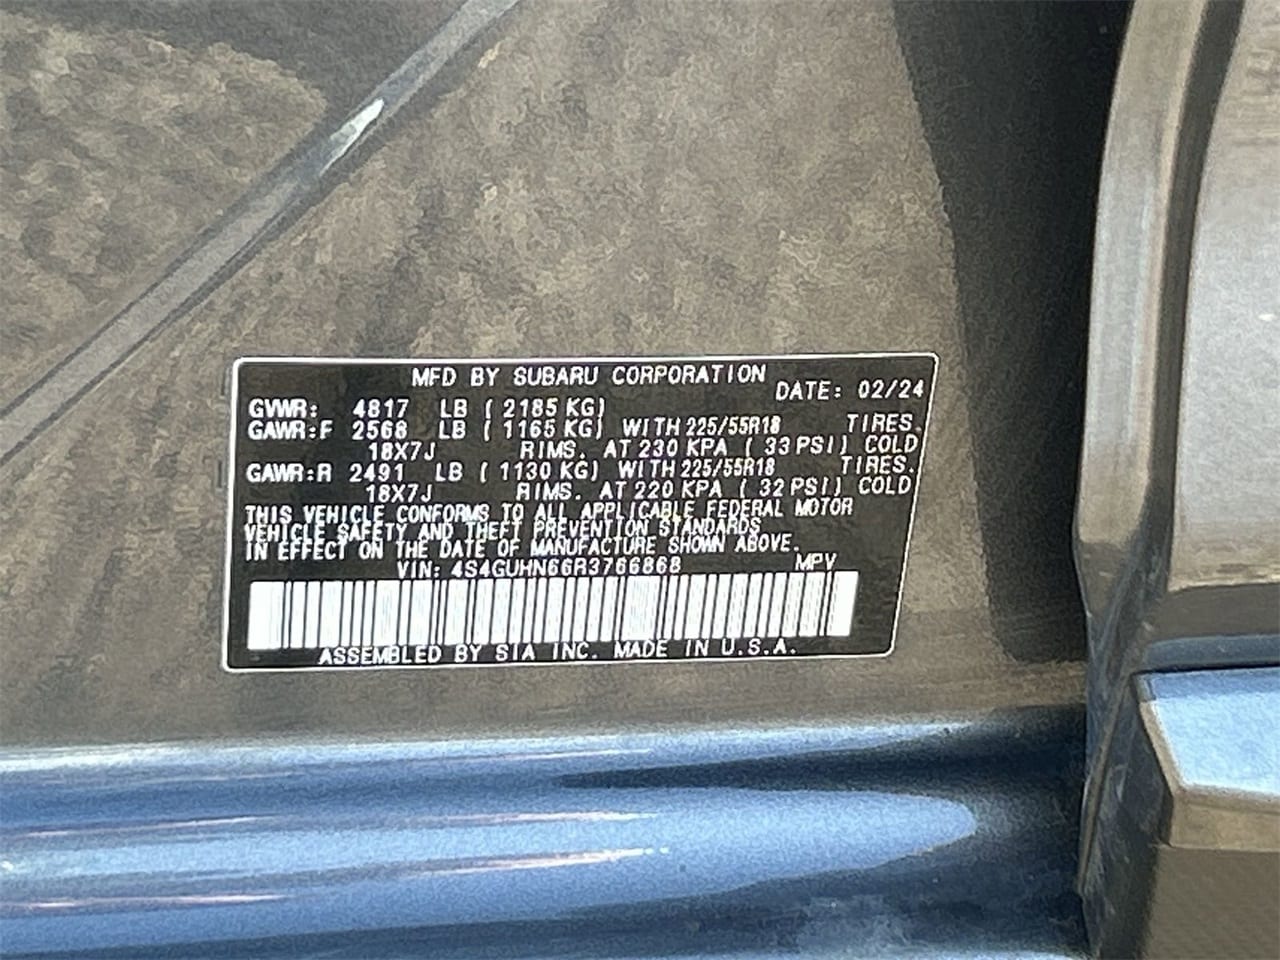 MFD BY SUBARU CORPORATION DATE: 02/24
GVWR: 4817 LB ( 2185 KG)
GAWR:F 2568 LB ( 1165 KG) WITH 225/55R18 TIRES.
18X7J RIMS. AT 230 KPA ( 33 PSI) COLD
GAWR:R 2491 LB ( 1130 KG) WITH 225/55R18 TIRES.
18X7J RIMS. AT 220 KPA ( 32 PSI) COLD
THIS VEHICLE CONFORMS TO ALL APPLICABLE FEDERAL MOTOR
VEHICLE SAFETY AND THEFT PREVENTION STANDARDS
IN EFFECT ON THE DATE OF MANUFACTURE SHOWN ABOVE.
VIN: 4S4GUHN66R3766868 MPV
ASSEMBLED BY SIA INC. MADE IN U.S.A.